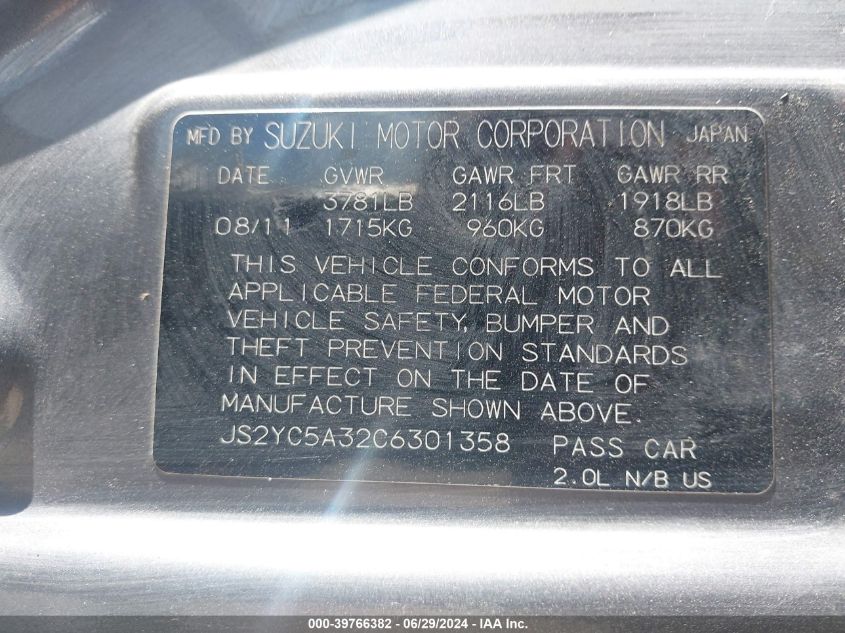 MFD BY SUZUKI MOTOR CORPORATION JAPAN
DATE GVWR GAWR FRT GAWR RR
3781LB 2116LB 1918LB
08/11 1715KG 960KG 870KG
THIS VEHICLE CONFORMS TO ALL
APPLICABLE FEDERAL MOTOR
VEHICLE SAFETY, BUMPER AND
THEFT PREVENTION STANDARDS
IN EFFECT ON THE DATE OF
MANUFACTURE SHOWN ABOVE.
JS2YC5A32C6301358 PASS CAR
2.0L N/B US
000-39766382 - 06/29/2024 - IAA Inc.